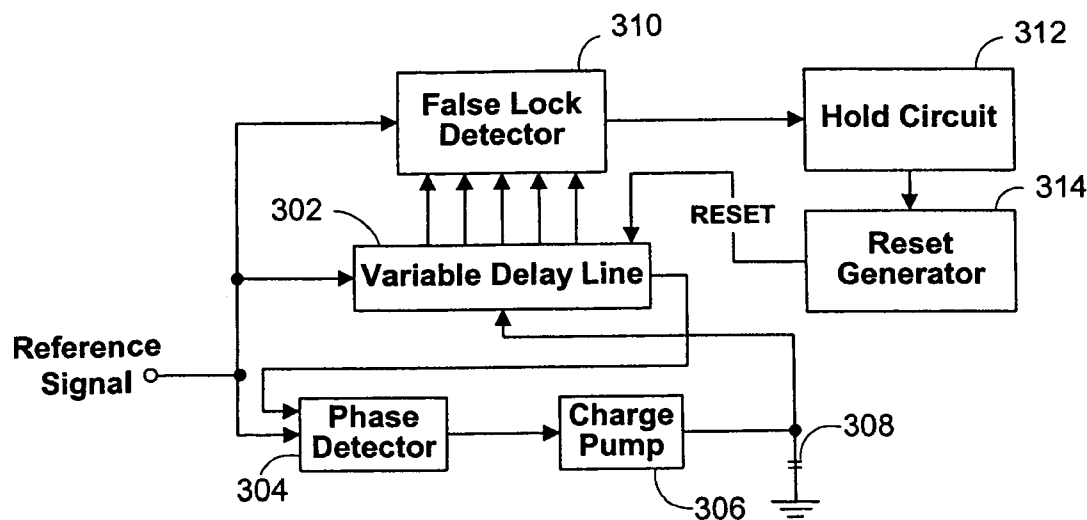 310
312
False Lock
Detector
Hold Circuit
314
302
RESET
Reset
Generator
Variable Delay Line
Reference
Signal
Phase
Detector
Charge
Pump
308
304
306